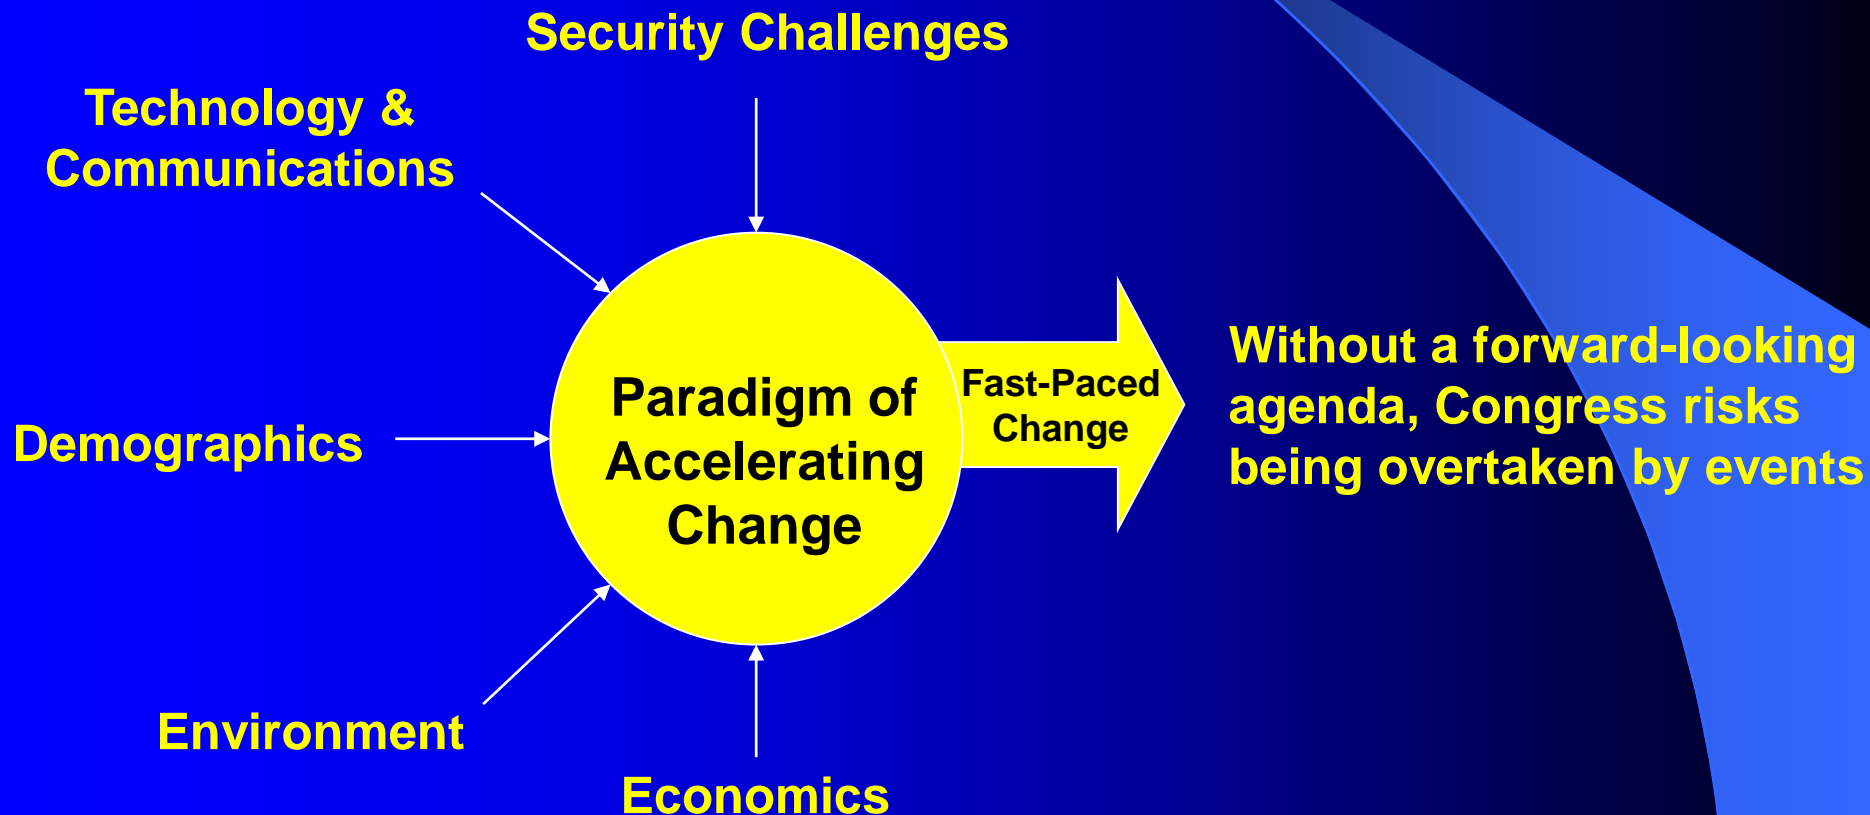 Security Challenges
Technology &
Communications
Demographics
Environment
Economics
Paradigm of
Accelerating
Change
Fast-Paced
Change
Without a forward-looking
agenda, Congress risks
being overtaken by events